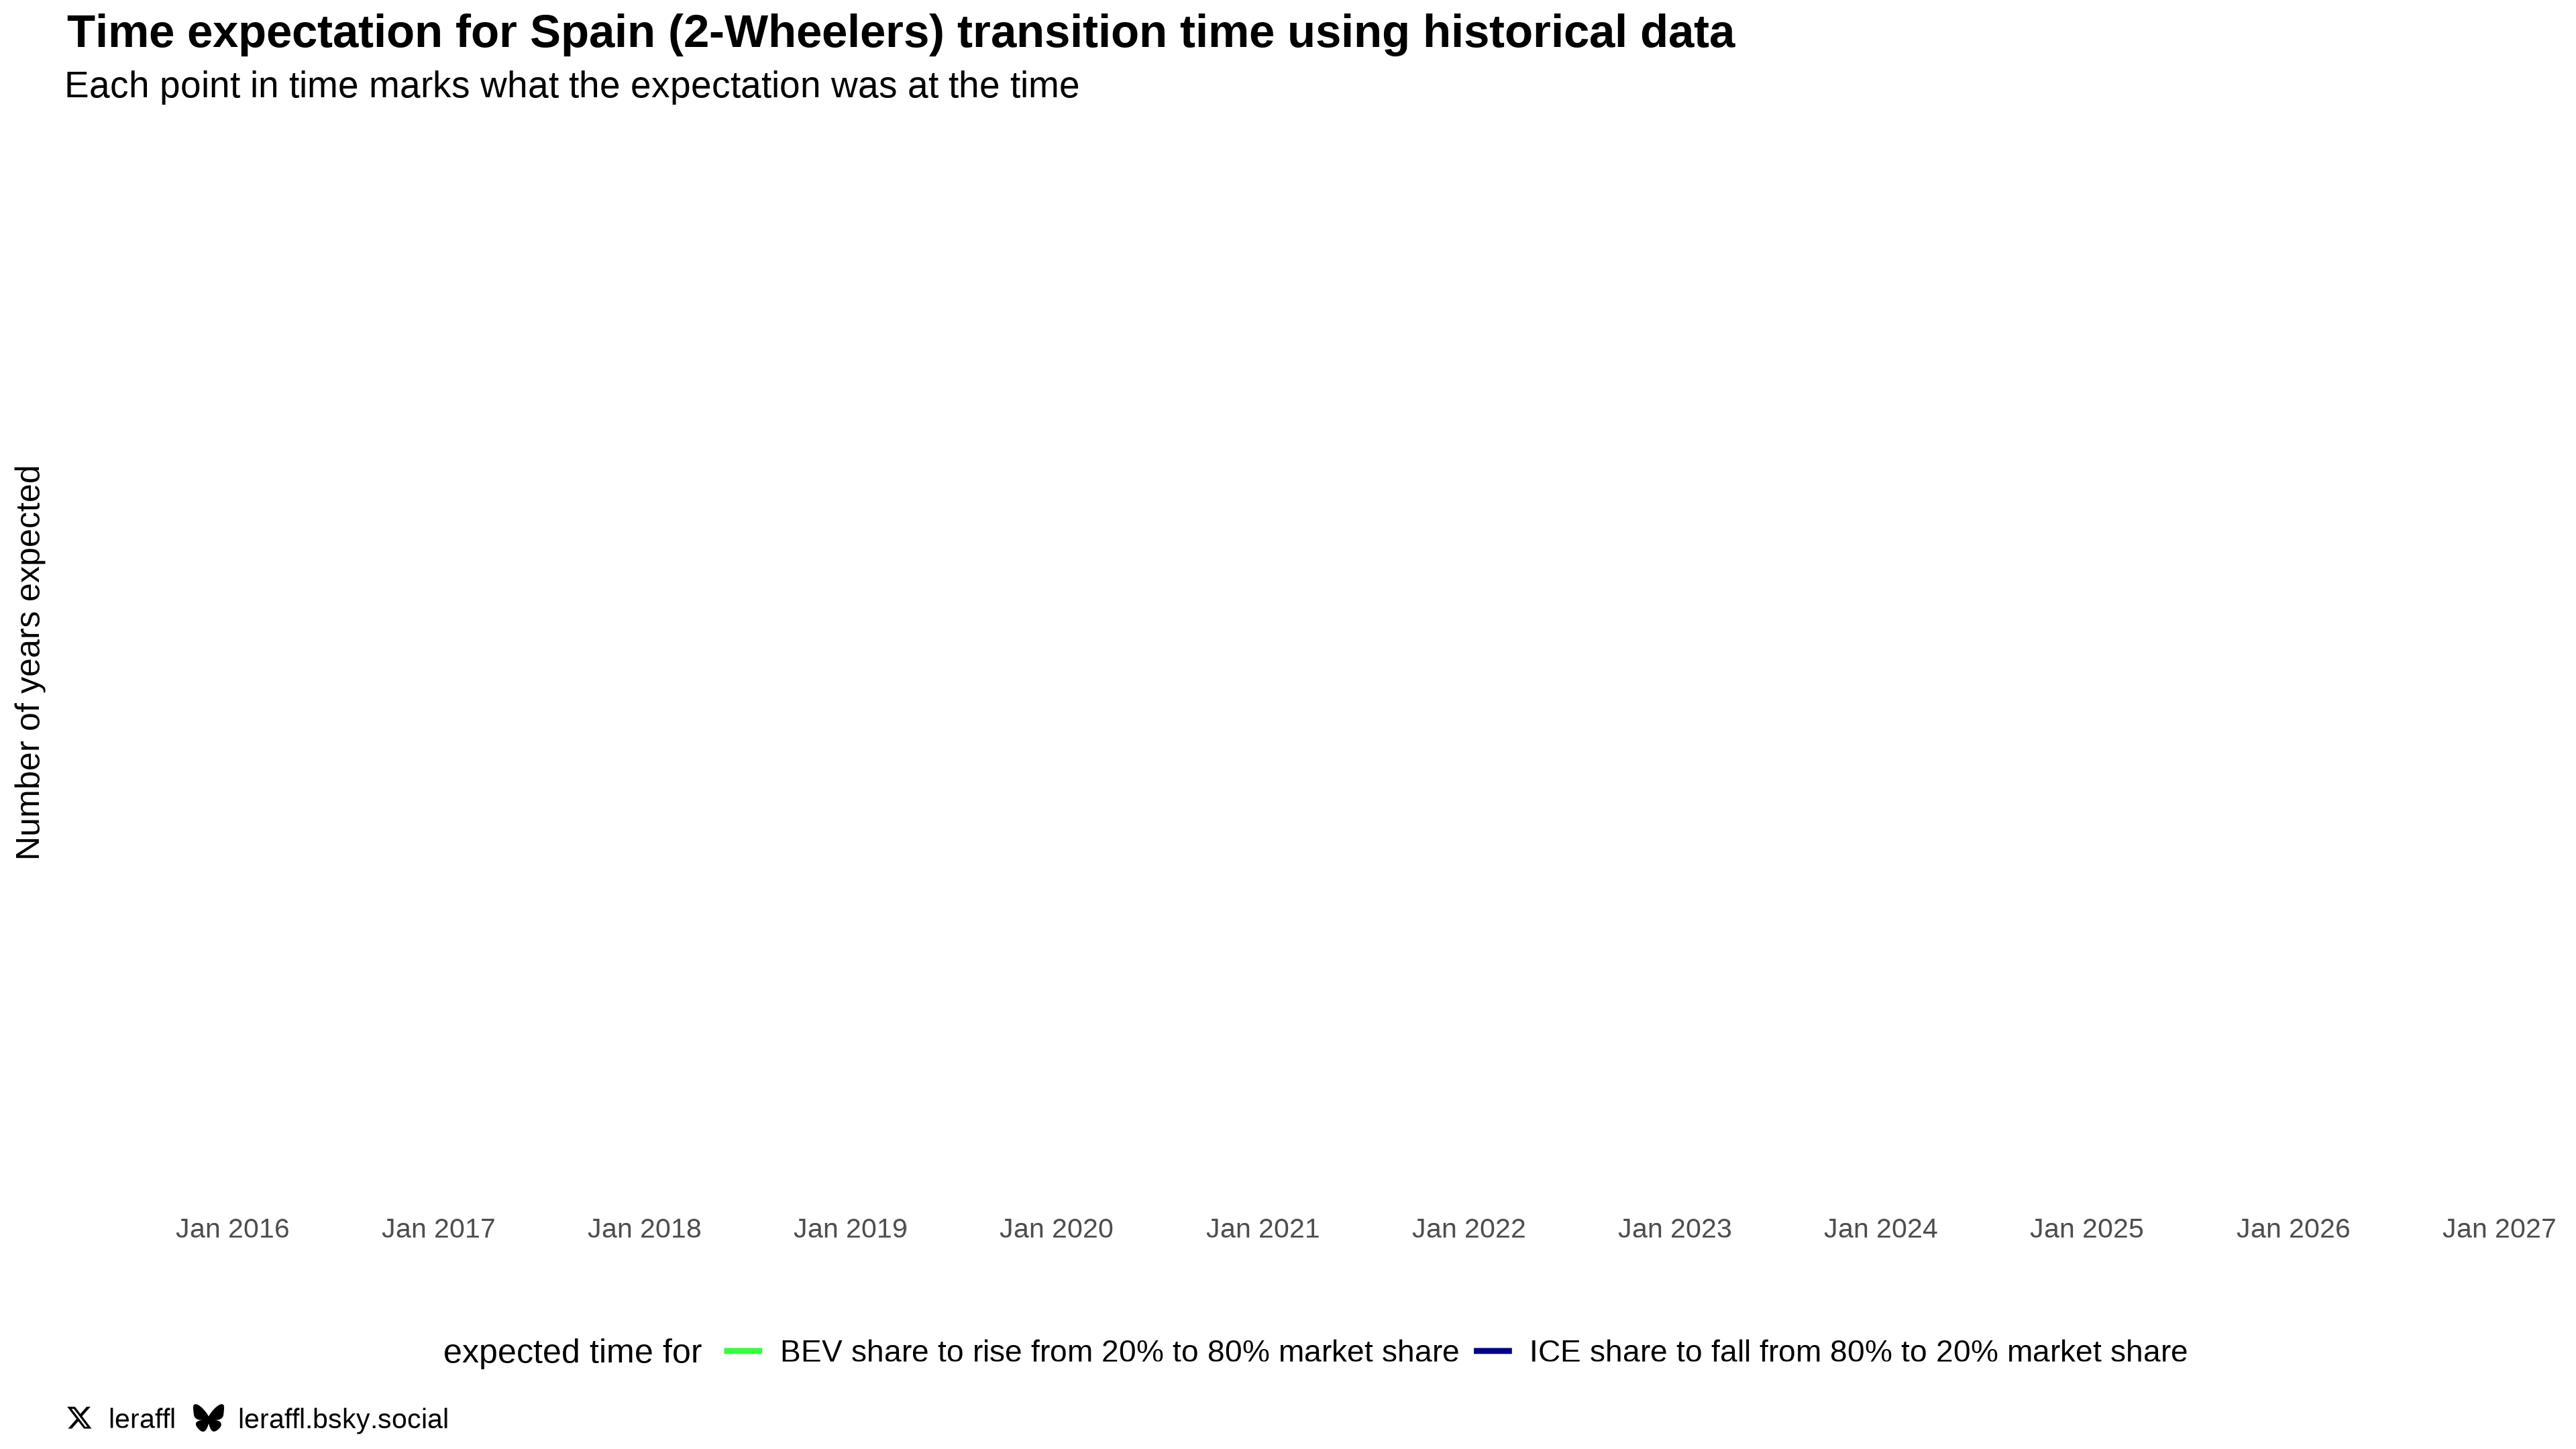 Time expectation for Spain (2-Wheelers) transition time using historical data
Each point in time marks what the expectation was at the time
Number of years expected
Jan 2016 Jan 2017 Jan 2018 Jan 2019 Jan 2020 Jan 2021 Jan 2022 Jan 2023 Jan 2024 Jan 2025 Jan 2026 Jan 2027
expected time for BEV share to rise from 20% to 80% market share ICE share to fall from 80% to 20% market share
leraffl leraffl.bsky.social